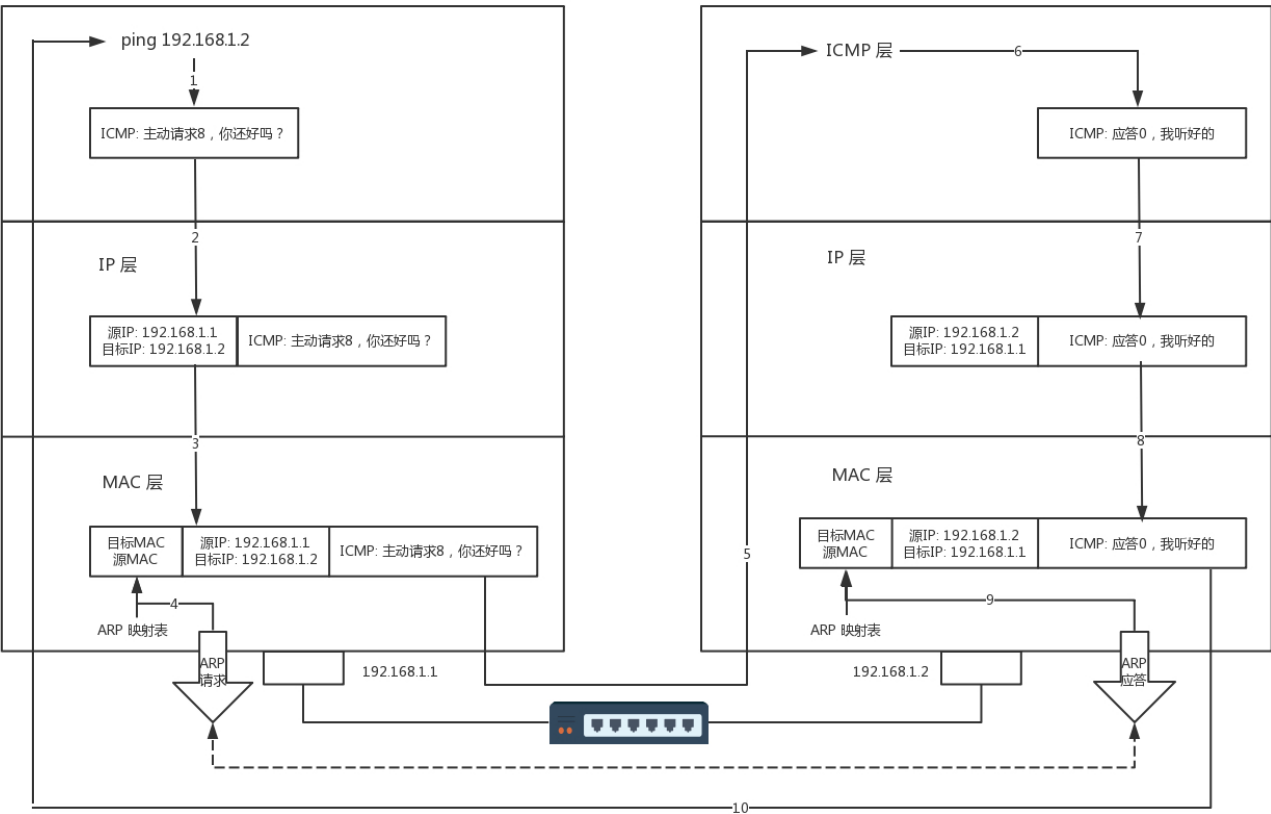 ping 192.168.1.2
1
ICMP: 主动请求8，你还好吗？
2
IP 层
源IP: 192.168.1.1
目标IP: 192.168.1.2
ICMP: 主动请求8，你还好吗？
3
MAC 层
目标MAC
源MAC
源IP: 192.168.1.1
目标IP: 192.168.1.2
ICMP: 主动请求8，你还好吗？
4
ARP 映射表
ARP
请求
192.168.1.1
5
ICMP 层
6
ICMP: 应答0，我听好的
7
IP 层
源IP: 192.168.1.2
目标IP: 192.168.1.1
ICMP: 应答0，我听好的
8
MAC 层
目标MAC
源MAC
源IP: 192.168.1.2
目标IP: 192.168.1.1
ICMP: 应答0，我听好的
9
ARP 映射表
192.168.1.2
ARP
应答
10